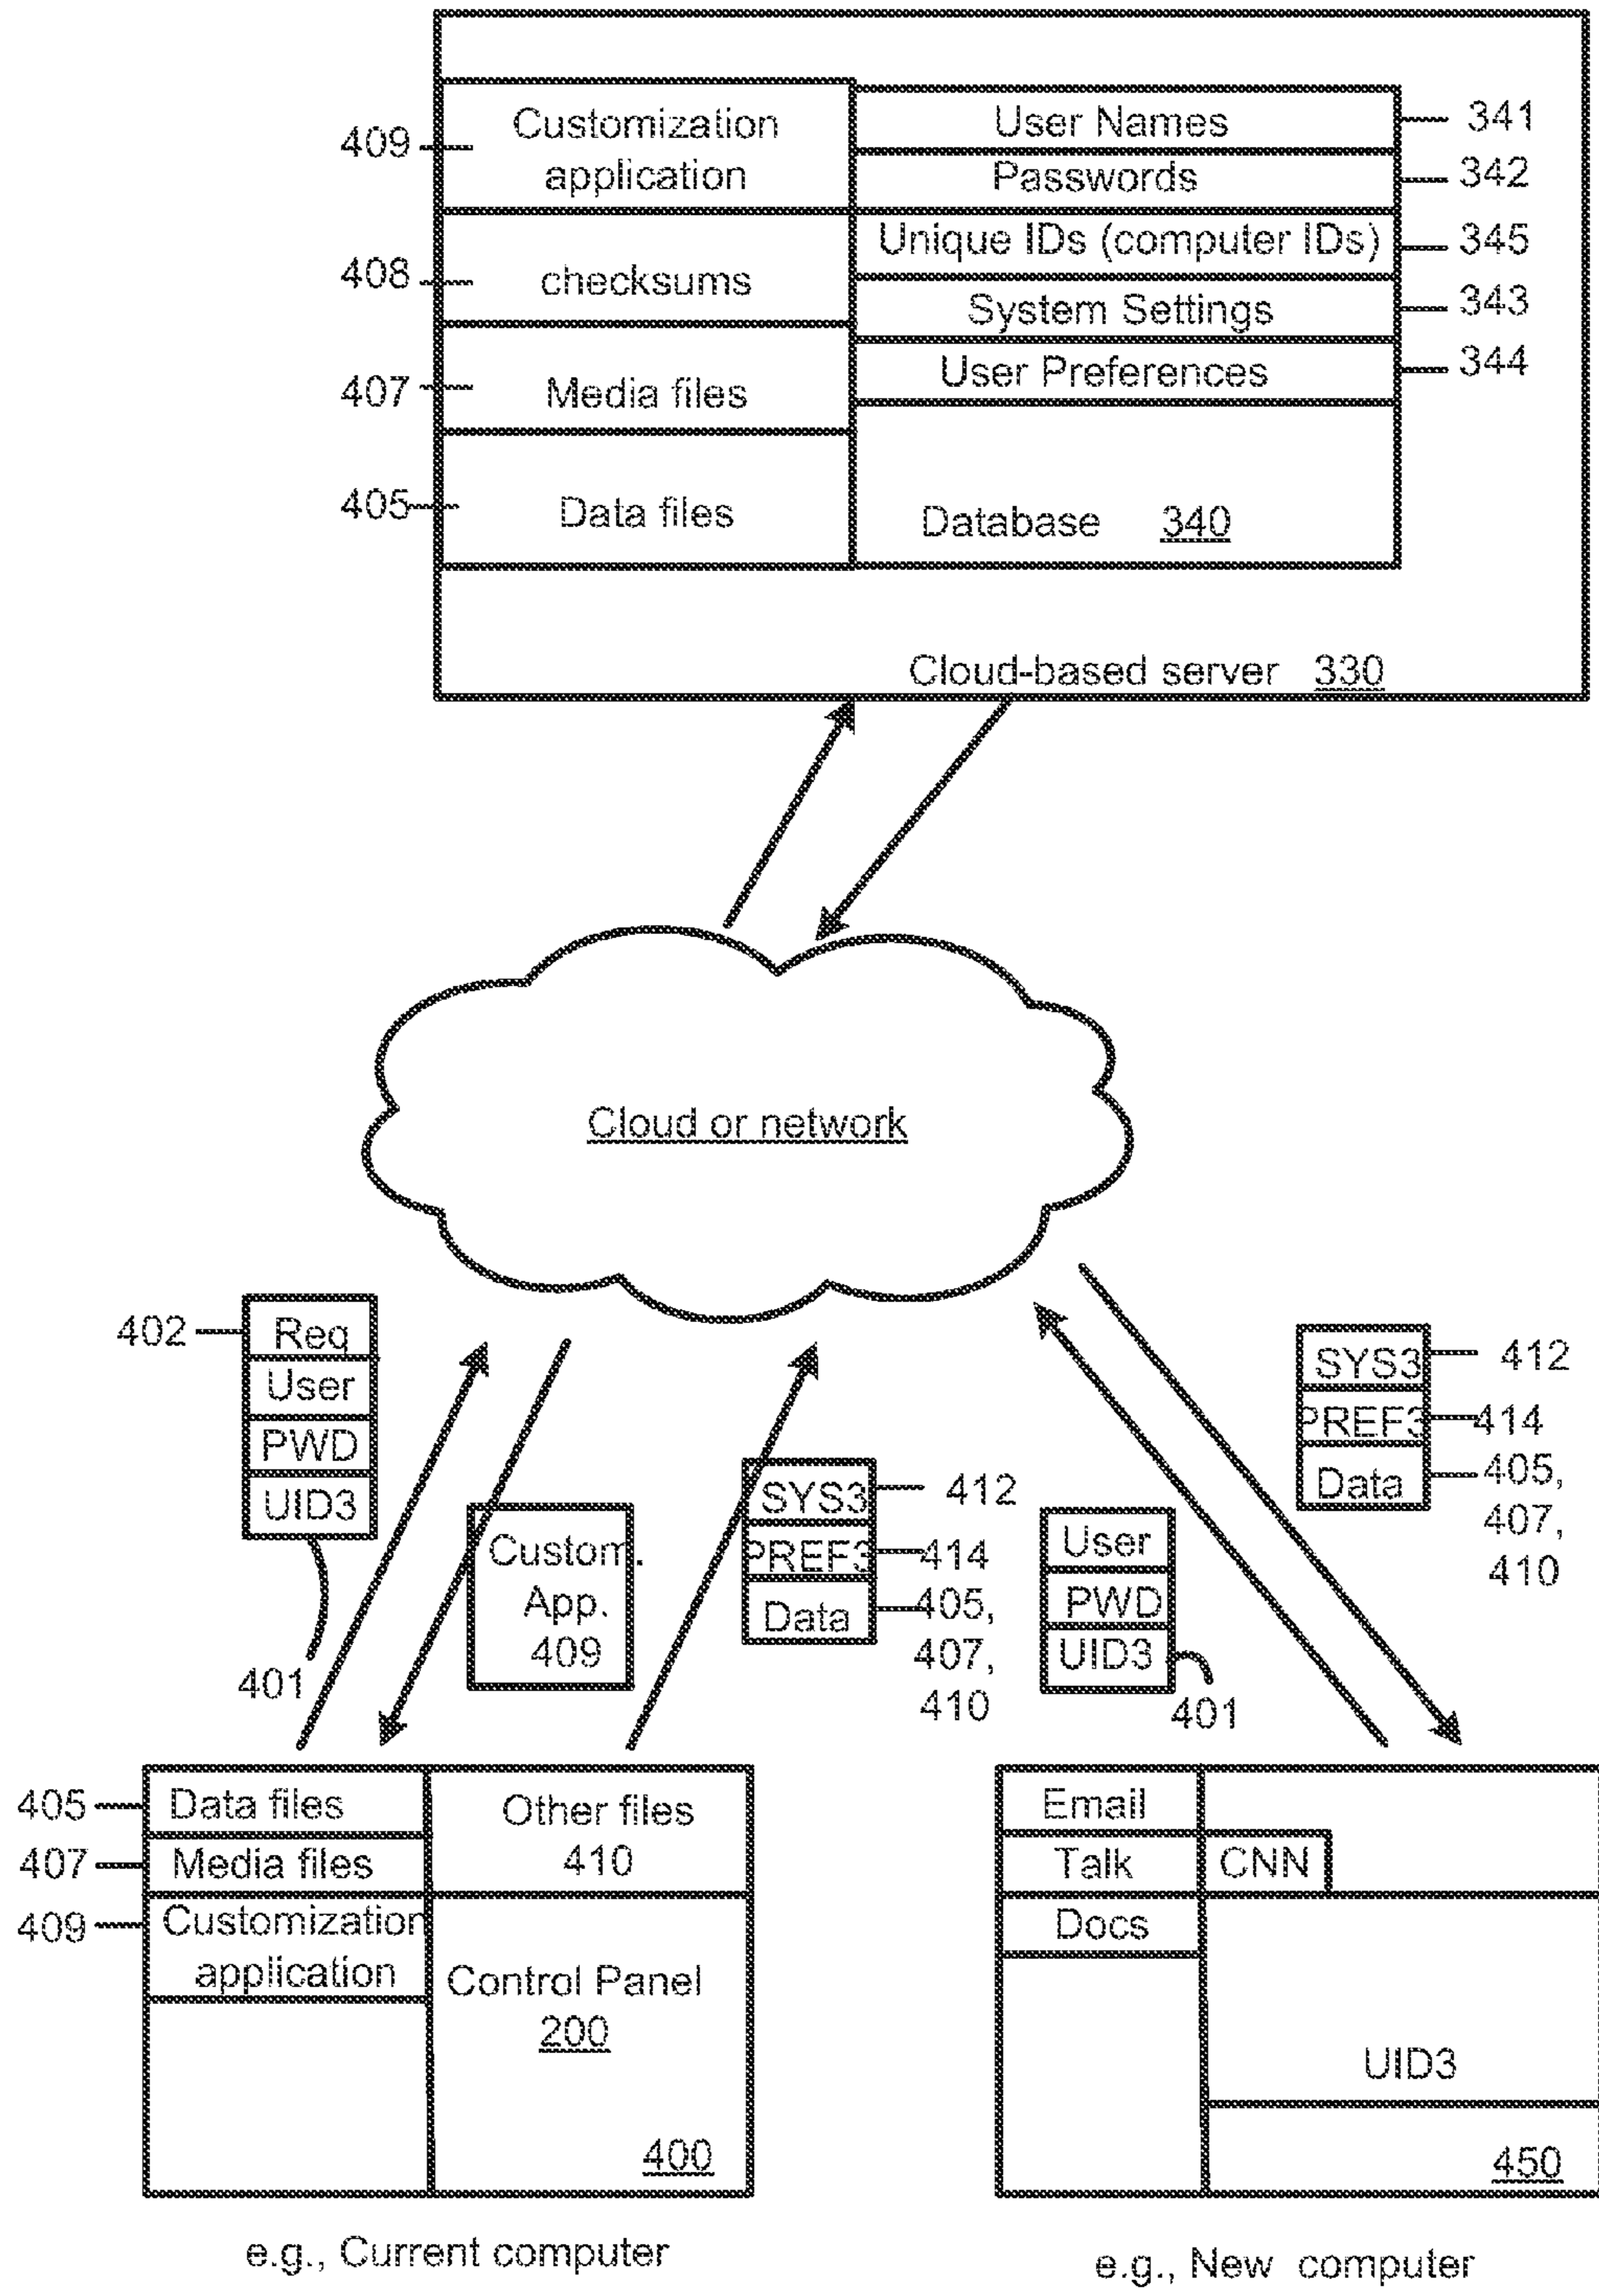 Customization
application
409
User Names
341
Passwords
342
Unique IDs (computer IDs)
345
checksums
408
System Settings
343
User Preferences
344
Media files
407
Data files
405
Database 340
Cloud-based server 330
Cloud or network
402
Req
User
PWD
UID3
401
Custom.
App.
409
SYS3
412
PREF3
414
Data
405,
407,
410
User
PWD
UID3
401
SYS3
412
PREF3
414
Data
405,
407,
410
405
Data files
407
Media files
409
Customization
application
Other files
410
Control Panel
200
400
e.g., Current computer
Email
Talk
CNN
Docs
UID3
450
e.g., New computer